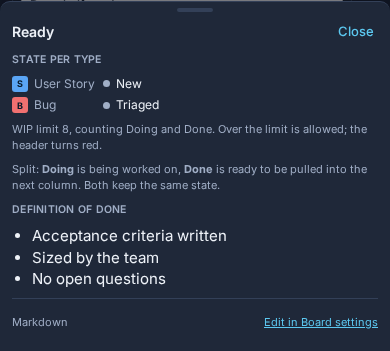 Ready
Close
STATE PER TYPE
S User Story New
B Bug Triaged
WIP limit 8, counting Doing and Done. Over the limit is allowed; the
header turns red.
Split: Doing is being worked on, Done is ready to be pulled into the
next column. Both keep the same state.
DEFINITION OF DONE
• Acceptance criteria written
• Sized by the team
• No open questions
Markdown
Edit in Board settings